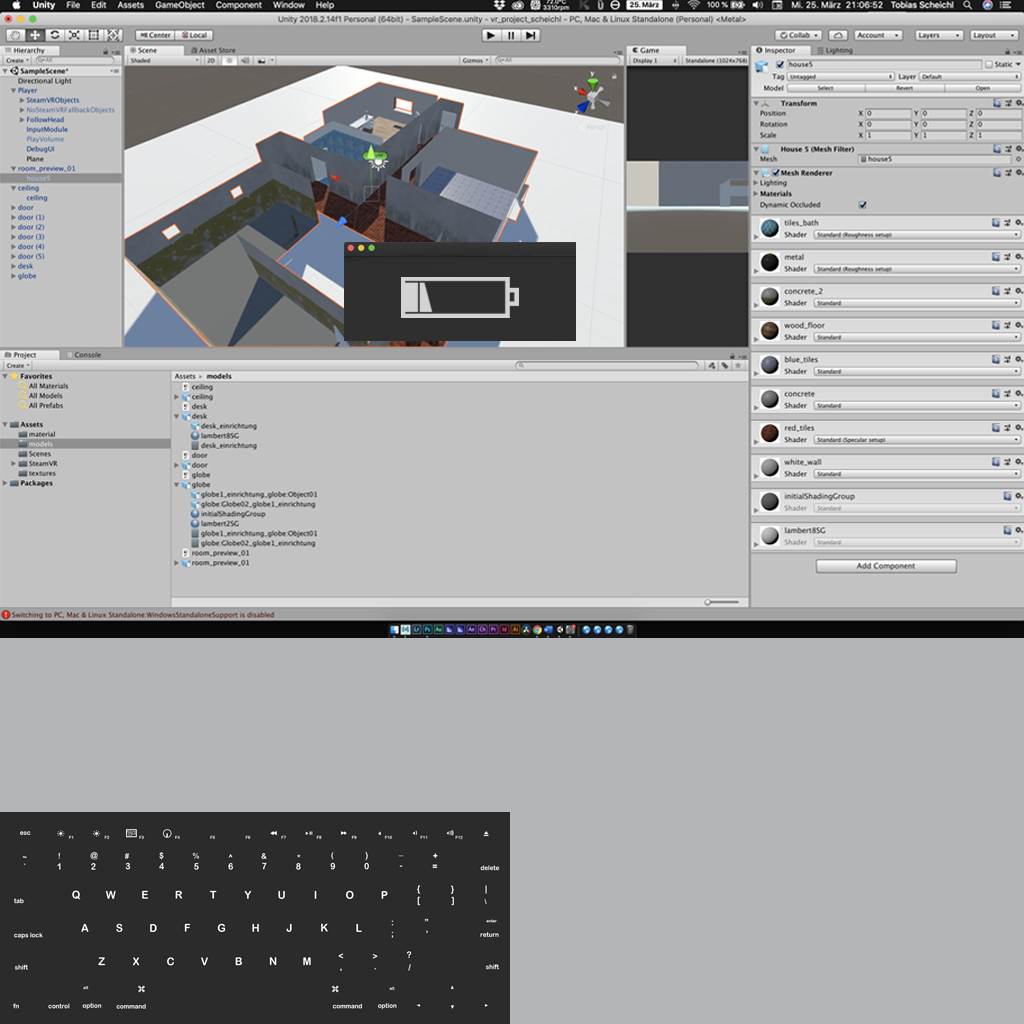 Unity File Edit Assets GameObject Component Window Help 72.0°C 3310rpm 25. März 100 % Mi. 25. März 21:06:52 Tobias Scheichl
Unity 2018.2.14f1 Personal (64bit) - SampleScene.unity - vr_project_scheichl - PC, Mac & Linux Standalone (Personal) <Metal>
Center Local Collab Account Layers Layout
Hierarchy
Create All
SampleScene*
Directional Light
Player
SteamVRObjects
NoSteamVRFallbackObjects
FollowHead
InputModule
PlayVolume
DebugUI
Plane
room_preview_01
house5
ceiling
ceiling
door
door (1)
door (2)
door (3)
door (4)
door (5)
desk
globe
Scene Asset Store
Shaded 2D Gizmos All
y
Persp
Game
Display 1 Standalone (1024x768)
Inspector Lighting
house5 Static
Tag Untagged Layer Default
Model Select Revert Open
Transform
Position X 0 Y 0 Z 0
Rotation X 0 Y 0 Z 0
Scale X 1 Y 1 Z 1
House 5 (Mesh Filter)
Mesh house5
Mesh Renderer
Lighting
Materials
Dynamic Occluded
tiles_bath
Shader Standard (Roughness setup)
metal
Shader Standard (Roughness setup)
concrete_2
Shader Standard
wood_floor
Shader Standard
blue_tiles
Shader Standard
concrete
Shader Standard
red_tiles
Shader Standard (Specular setup)
white_wall
Shader Standard
initialShadingGroup
Shader Standard
lambert8SG
Shader Standard
Add Component
Project Console
Create
Favorites
All Materials
All Models
All Prefabs
Assets
material
models
Scenes
SteamVR
textures
Packages
Assets models
ceiling
ceiling
desk
desk
desk_einrichtung
lambert8SG
desk_einrichtung
door
door
globe
globe
globe1_einrichtung_globe:Object01
globe:Globe02_globe1_einrichtung
initialShadingGroup
lambert2SG
globe1_einrichtung_globe:Object01
globe:Globe02_globe1_einrichtung
room_preview_01
room_preview_01
Switching to PC, Mac & Linux Standalone:WindowsStandaloneSupport is disabled
Lr Ps Au Ae Ch Pr Id Ai
esc F1 F2 F3 F4 F5 F6 F7 F8 F9 F10 F11 F12
~ ! @ # $ % ^ & * ( ) _ +
` 1 2 3 4 5 6 7 8 9 0 - = delete
{ } |
tab Q W E R T Y U I O P [ ] \
: " enter
caps lock A S D F G H J K L ; ' return
< > ?
shift Z X C V B N M , . / shift
alt ⌘ ⌘ alt
fn control option command command option